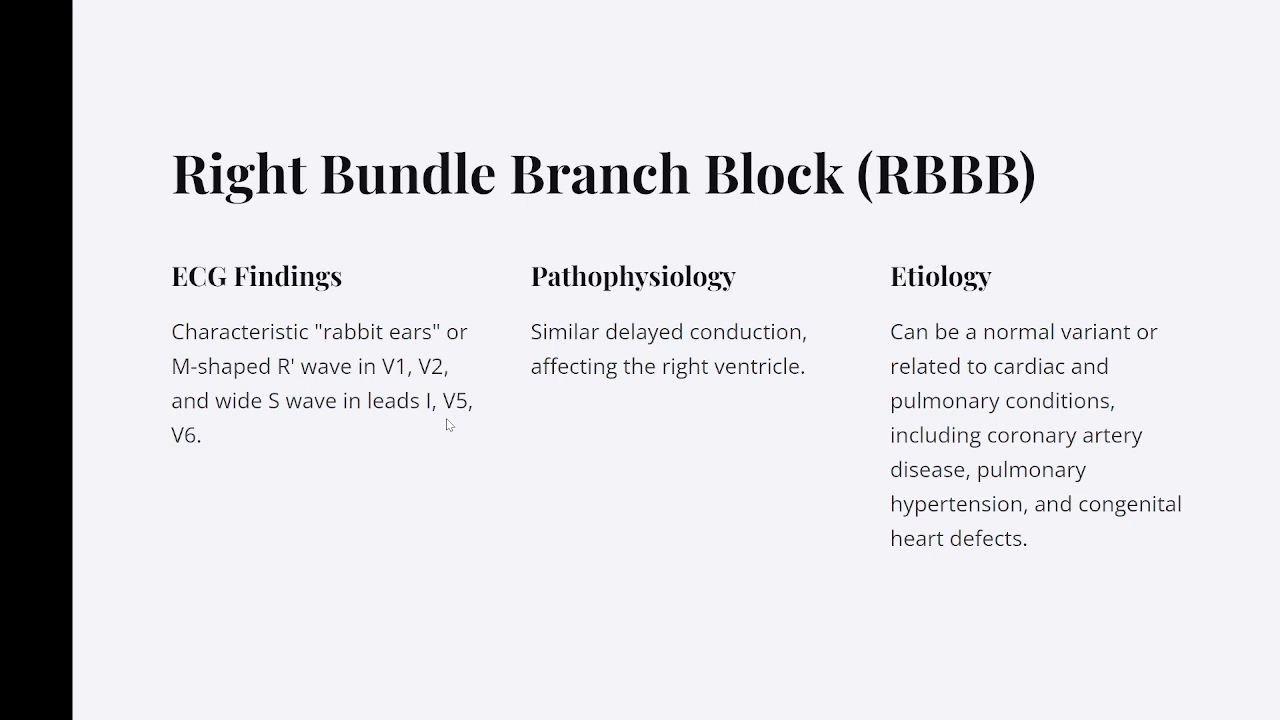 Right Bundle Branch Block (RBBB)
ECG Findings
Characteristic "rabbit ears" or
M-shaped R' wave in V1, V2,
and wide S wave in leads I, V5,
V6.
Pathophysiology
Similar delayed conduction,
affecting the right ventricle.
Etiology
Can be a normal variant or
related to cardiac and
pulmonary conditions,
including coronary artery
disease, pulmonary
hypertension, and congenital
heart defects.